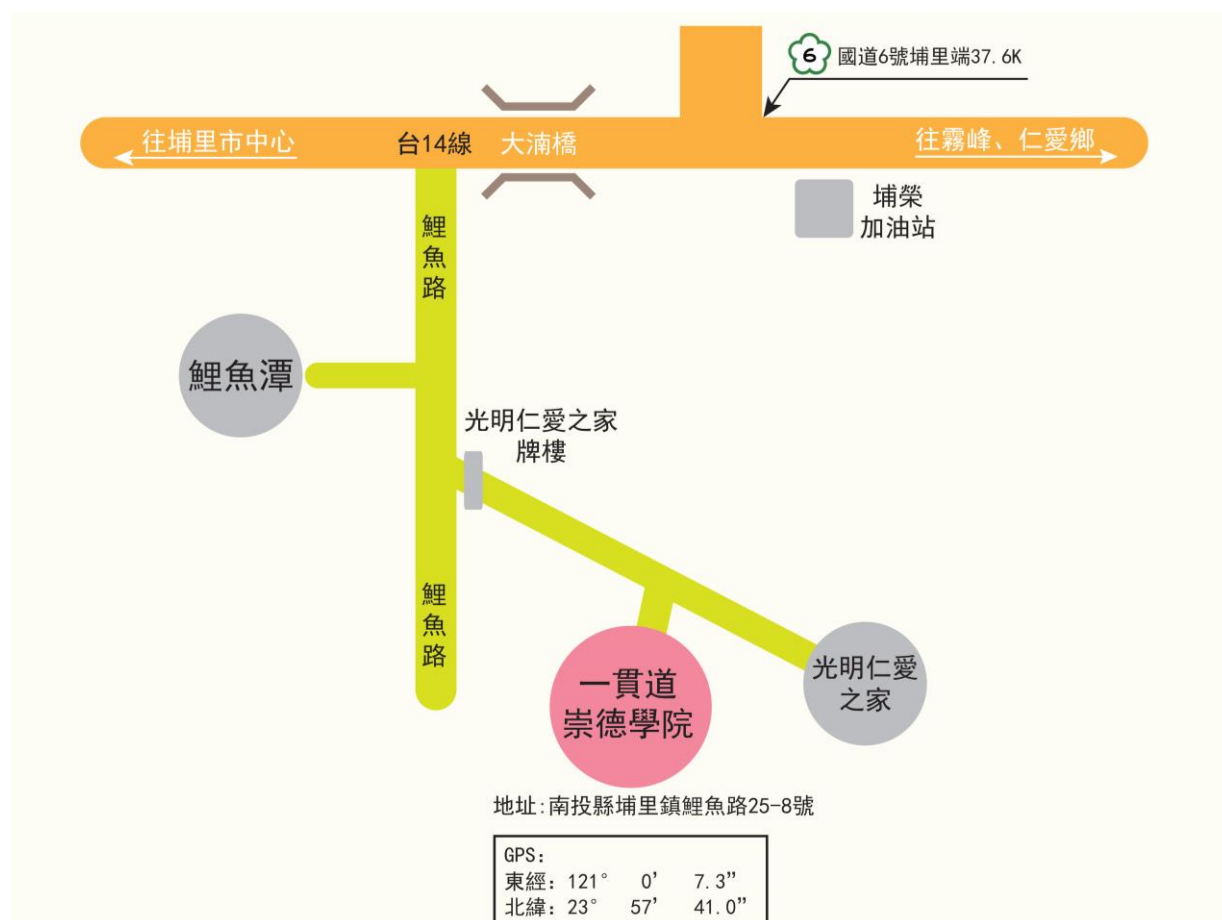 6 國道6號埔里端37.6K
往埔里市中心
台14線
大湳橋
往霧峰、仁愛鄉
埔榮
加油站
鯉魚路
鯉魚潭
光明仁愛之家
牌樓
鯉魚路
一貫道
崇德學院
光明仁愛
之家
地址:南投縣埔里鎮鯉魚路25-8號
GPS:
東經: 121° 0' 7.3”
北緯: 23° 57' 41.0”